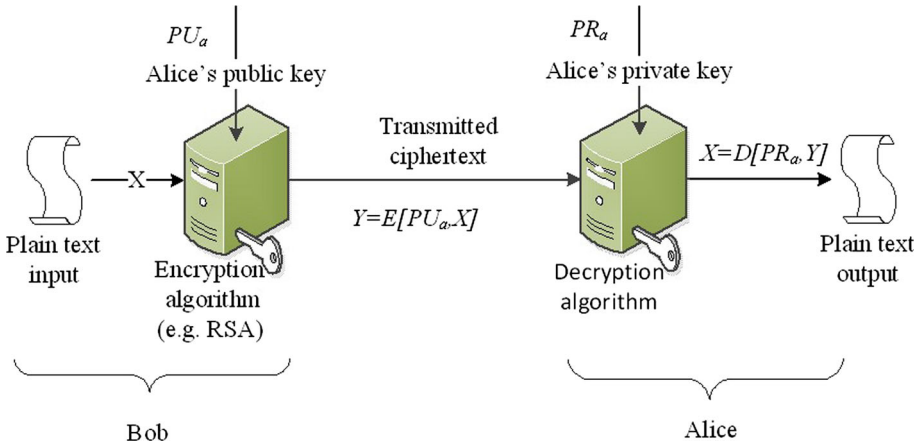 PUa
Alice's public key
PRa
Alice's private key
Transmitted
ciphertext
X
X=D[PRa,Y]
Y=E[PUa,X]
Plain text
input
Encryption
algorithm
(e.g. RSA)
Decryption
algorithm
Plain text
output
Bob
Alice